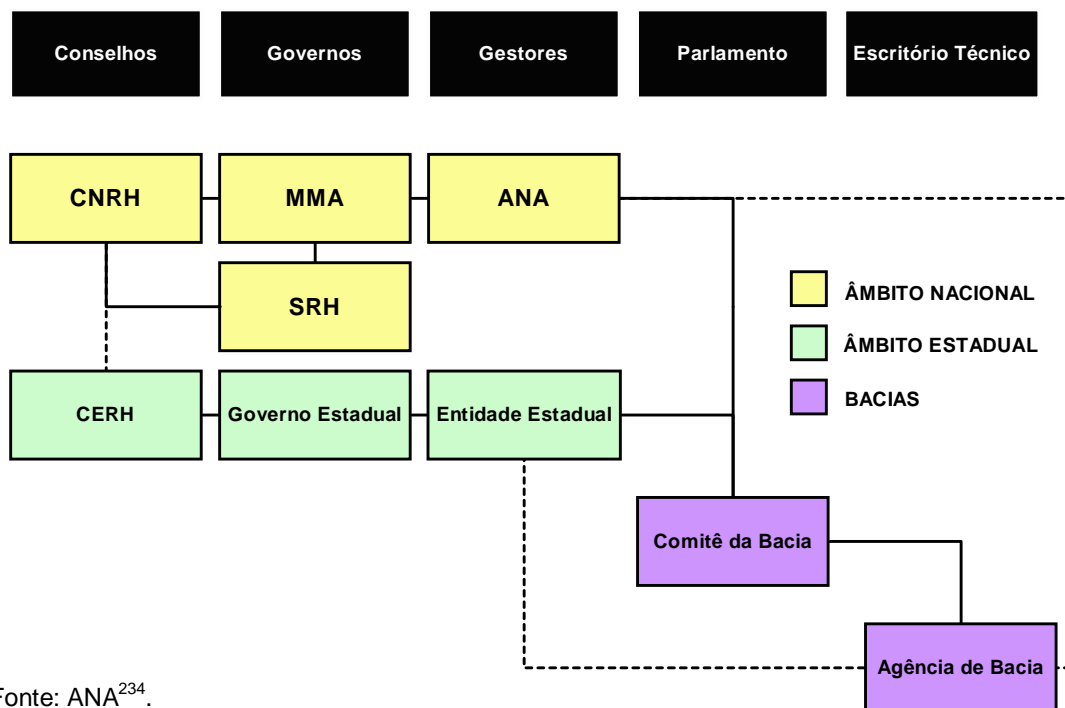 Conselhos
Governos
Gestores
Parlamento
Escritório Técnico
CNRH
MMA
ANA
SRH
ÂMBITO NACIONAL
ÂMBITO ESTADUAL
BACIAS
CERH
Governo Estadual
Entidade Estadual
Comitê da Bacia
Agência de Bacia
Fonte: ANA234.